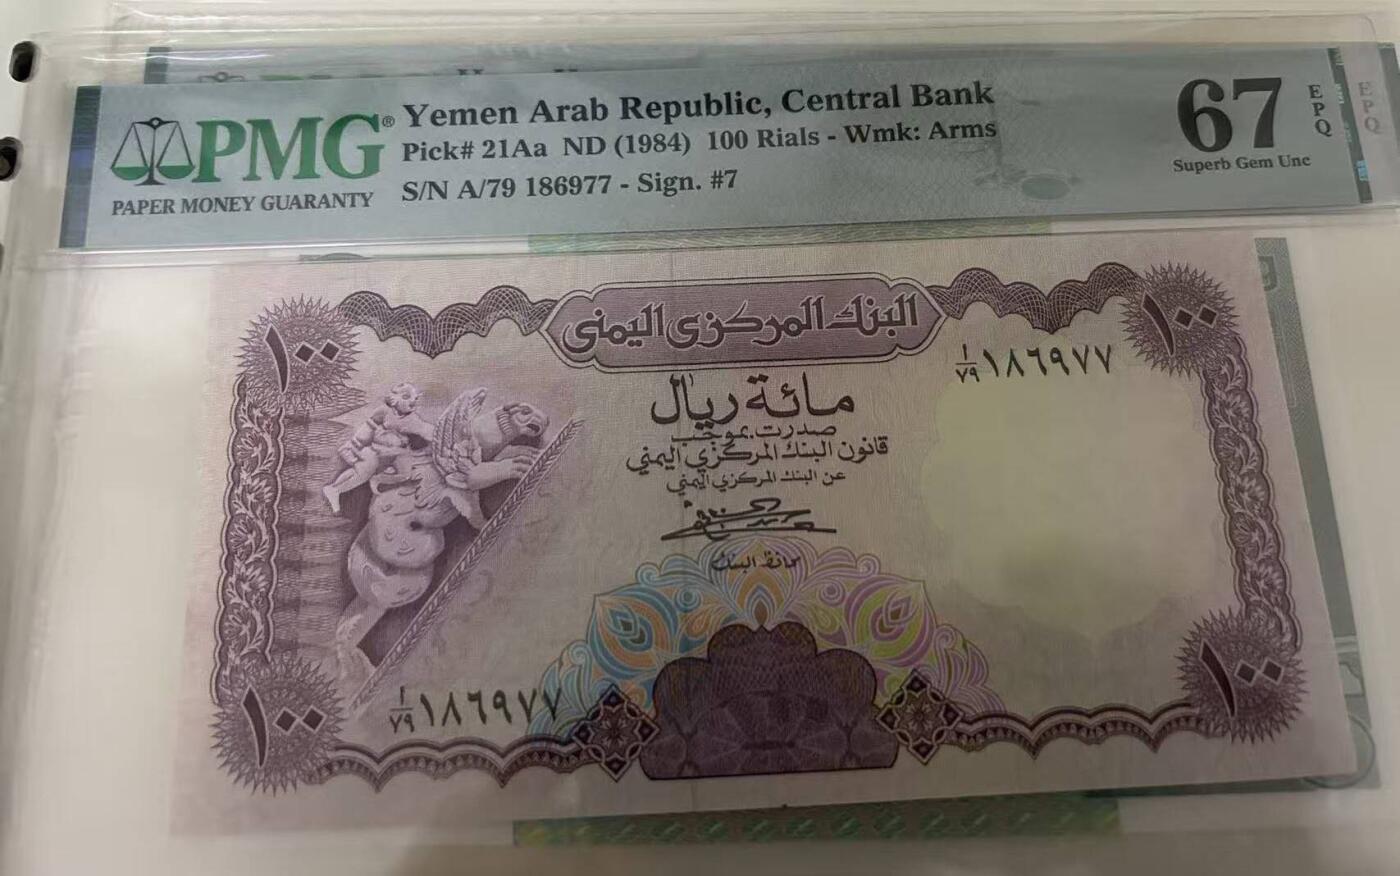 PMG®
PAPER MONEY GUARANTY
Yemen Arab Republic, Central Bank
Pick# 21Aa ND (1984) 100 Rials - Wmk: Arms
S/N A/79 186977 - Sign. #7
67
EPQ
Superb Gem Unc
EPQ
البنك المركزي اليمني
١٠٠
١٠٠
ا/٧٩ ١٨٦٩٧٧
مائة ريال
صدرت بموجب
قانون البنك المركزي اليمني
عن البنك المركزي اليمني
محافظ البنك
ا/٧٩ ١٨٦٩٧٧
١٠٠
١٠٠